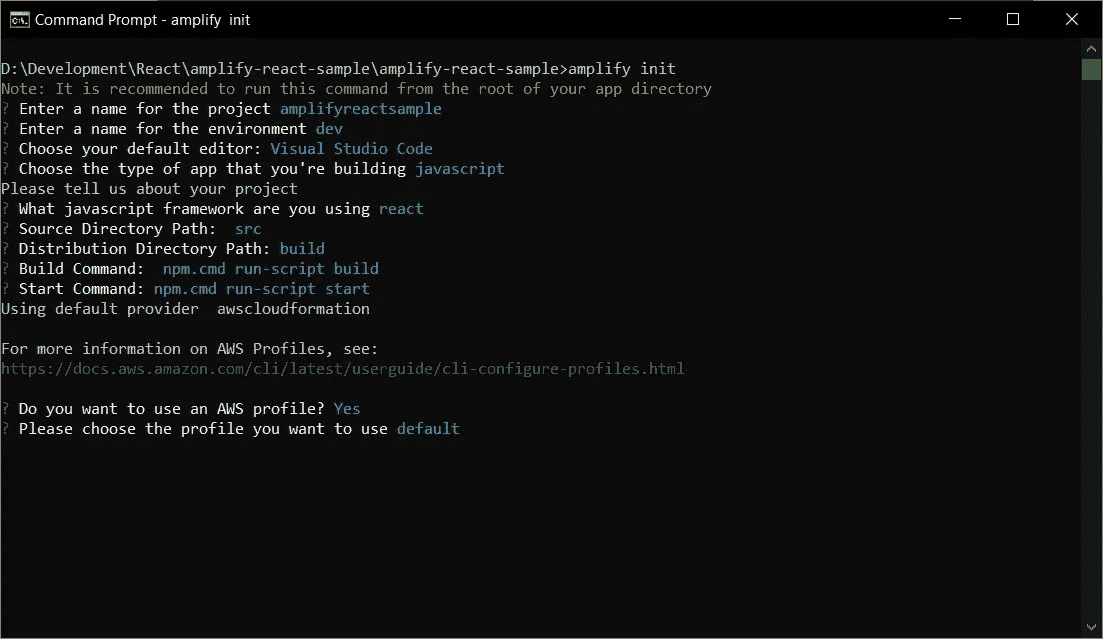 Command Prompt - amplify  init
D:\Development\React\amplify-react-sample\amplify-react-sample>amplify init
Note: It is recommended to run this command from the root of your app directory
? Enter a name for the project amplifyreactsample
? Enter a name for the environment dev
? Choose your default editor: Visual Studio Code
? Choose the type of app that you're building javascript
Please tell us about your project
? What javascript framework are you using react
? Source Directory Path:  src
? Distribution Directory Path: build
? Build Command:  npm.cmd run-script build
? Start Command: npm.cmd run-script start
Using default provider  awscloudformation
For more information on AWS Profiles, see:
https://docs.aws.amazon.com/cli/latest/userguide/cli-configure-profiles.html
? Do you want to use an AWS profile? Yes
? Please choose the profile you want to use default